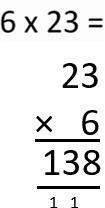 6 x 23 =
23
× 6
138
1 1